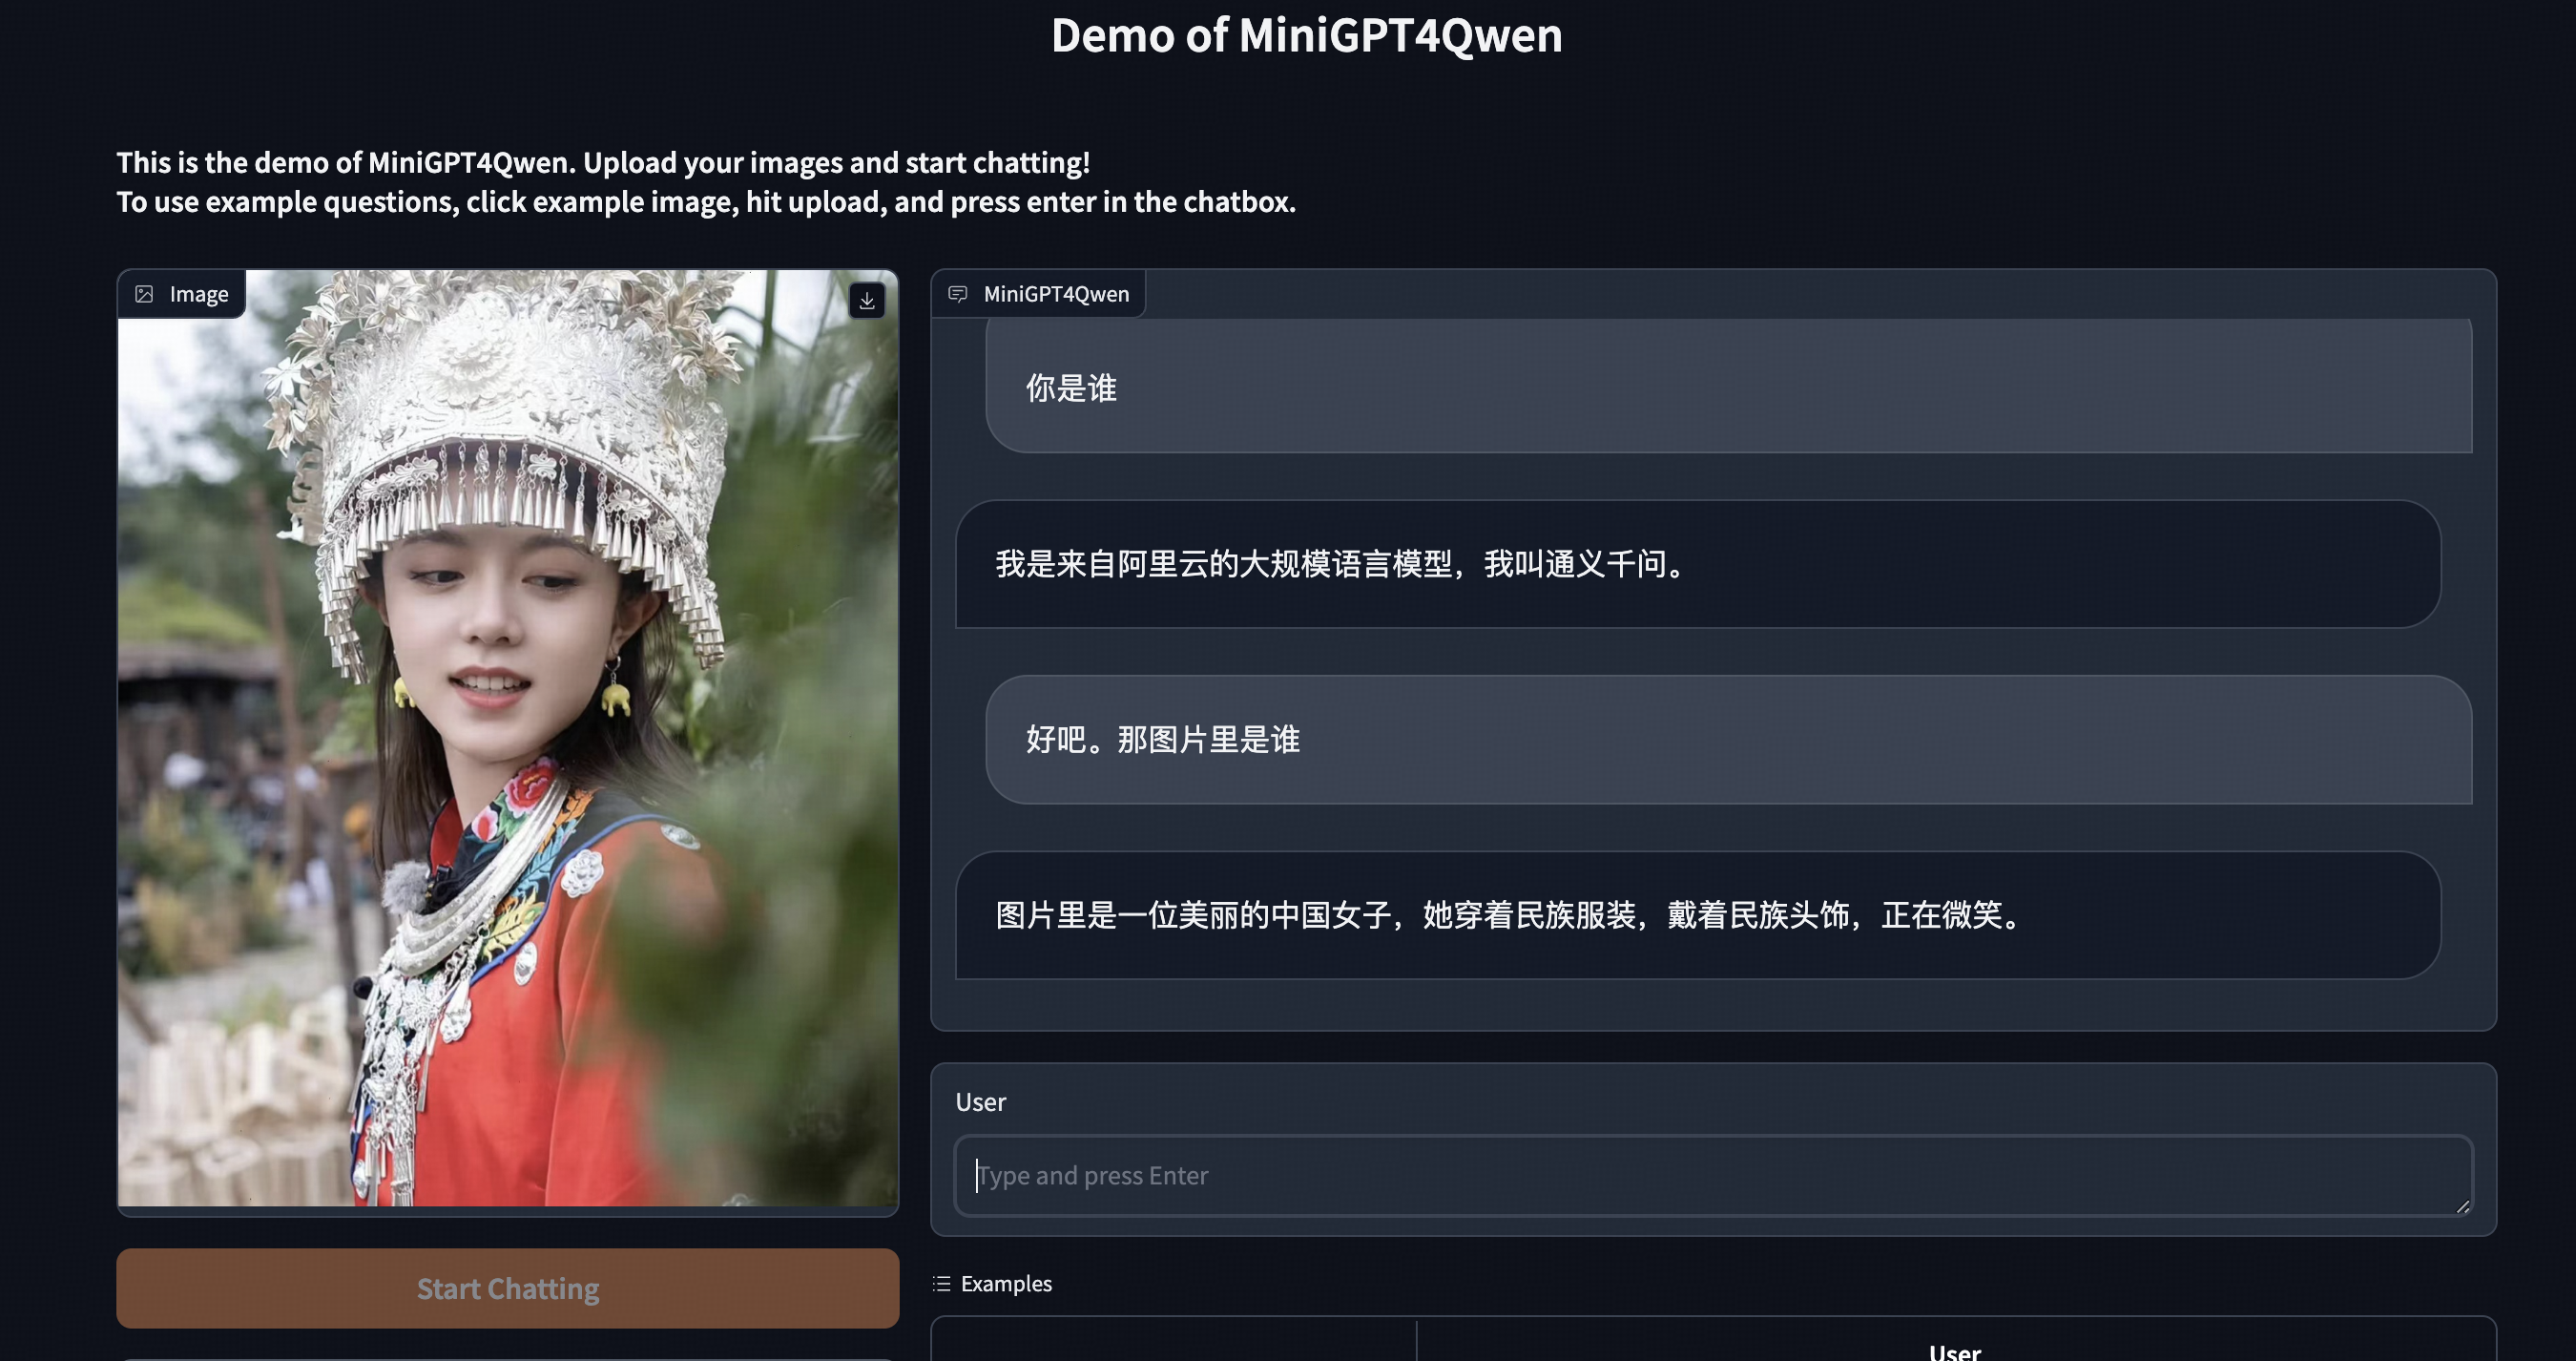 Demo of MiniGPT4Qwen
This is the demo of MiniGPT4Qwen. Upload your images and start chatting!
To use example questions, click example image, hit upload, and press enter in the chatbox.
Image
MiniGPT4Qwen
你是谁
我是来自阿里云的大规模语言模型，我叫通义千问。
好吧。那图片里是谁
图片里是一位美丽的中国女子，她穿着民族服装，戴着民族头饰，正在微笑。
User
Type and press Enter
Start Chatting
Examples
User